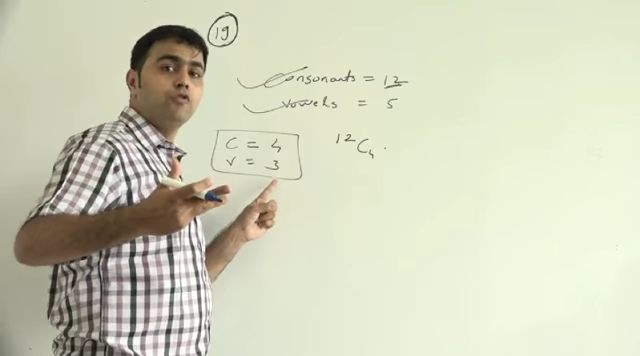 19
Consonants = 12
vowels = 5
C = 4
V = 3
¹²C₄ .